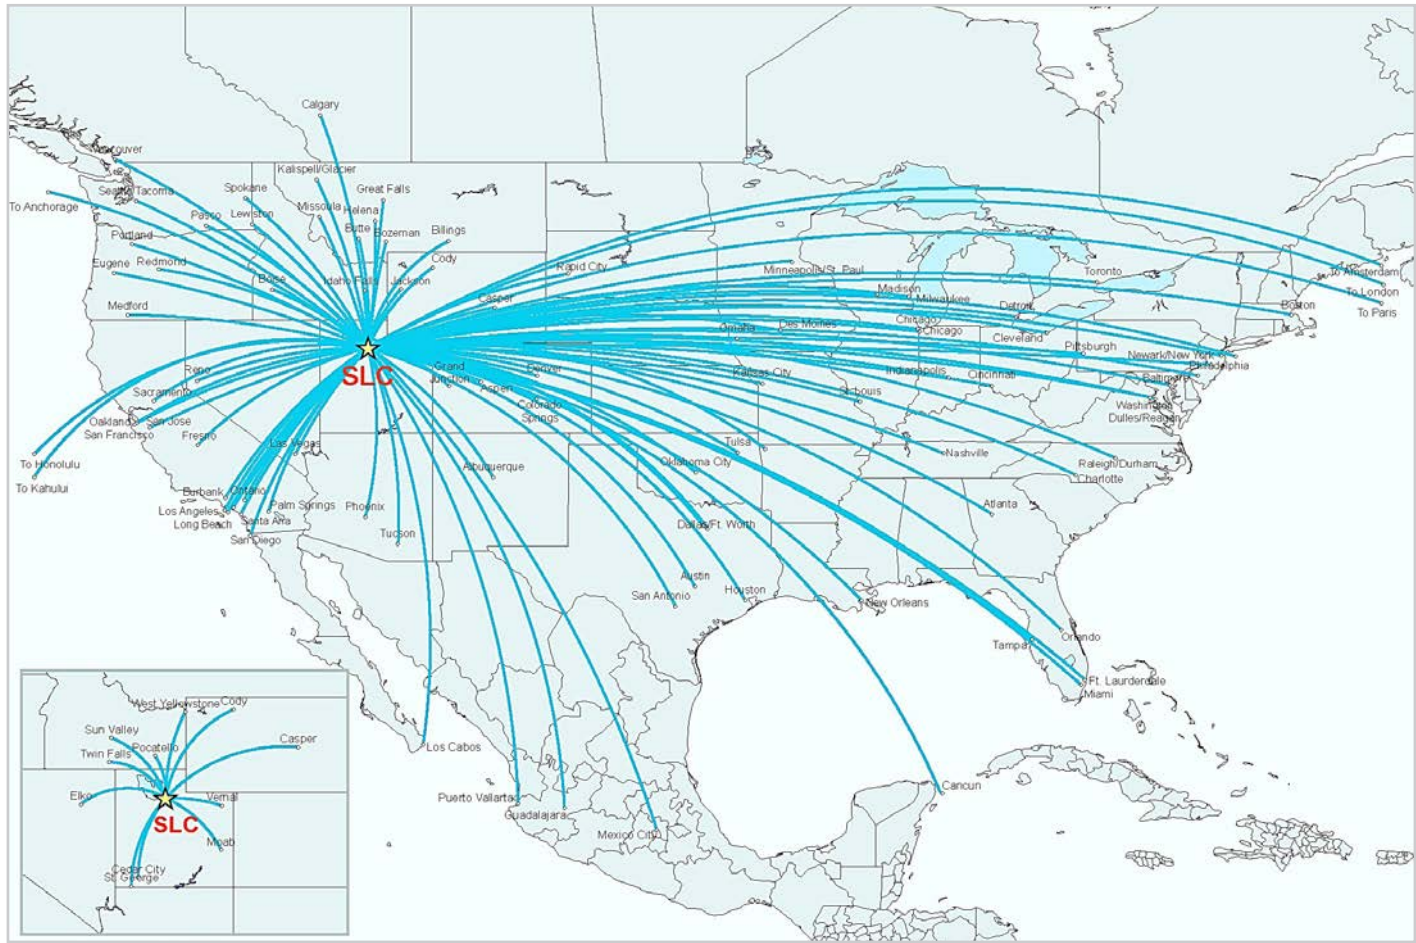 Calgary
Vancouver
Kalispell/Glacier
Seattle/Tacoma
Spokane
Great Falls
To Anchorage
Pasco
Lewiston
Missoula
Helena
Portland
Butte
Bozeman
Billings
Eugene
Redmond
Cody
Boise
Idaho Falls
Jackson
Rapid City
Minneapolis/St. Paul
Toronto
To Amsterdam
To London
To Paris
Medford
Casper
Madison
Milwaukee
Detroit
Boston
Omaha
Des Moines
Chicago
Chicago
Cleveland
Pittsburgh
Newark/New York
Philadelphia
SLC
Reno
Grand
Junction
Denver
Aspen
Kansas City
Indianapolis
Cincinnati
Baltimore
Sacramento
Colorado
Springs
St. Louis
Washington
Dulles/Reagan
Oakland
San Jose
San Francisco
Fresno
Las Vegas
Tulsa
Nashville
Raleigh/Durham
Charlotte
To Honolulu
To Kahului
Albuquerque
Oklahoma City
Burbank
Ontario
Palm Springs
Phoenix
Los Angeles
Long Beach
Santa Ana
San Diego
Tucson
Dallas/Ft. Worth
Atlanta
Austin
San Antonio
Houston
New Orleans
Orlando
Tampa
Ft. Lauderdale
Miami
Los Cabos
Puerto Vallarta
Guadalajara
Mexico City
Cancun
West Yellowstone
Cody
Sun Valley
Pocatello
Casper
Twin Falls
Elko
Vernal
SLC
Moab
Cedar City
St. George